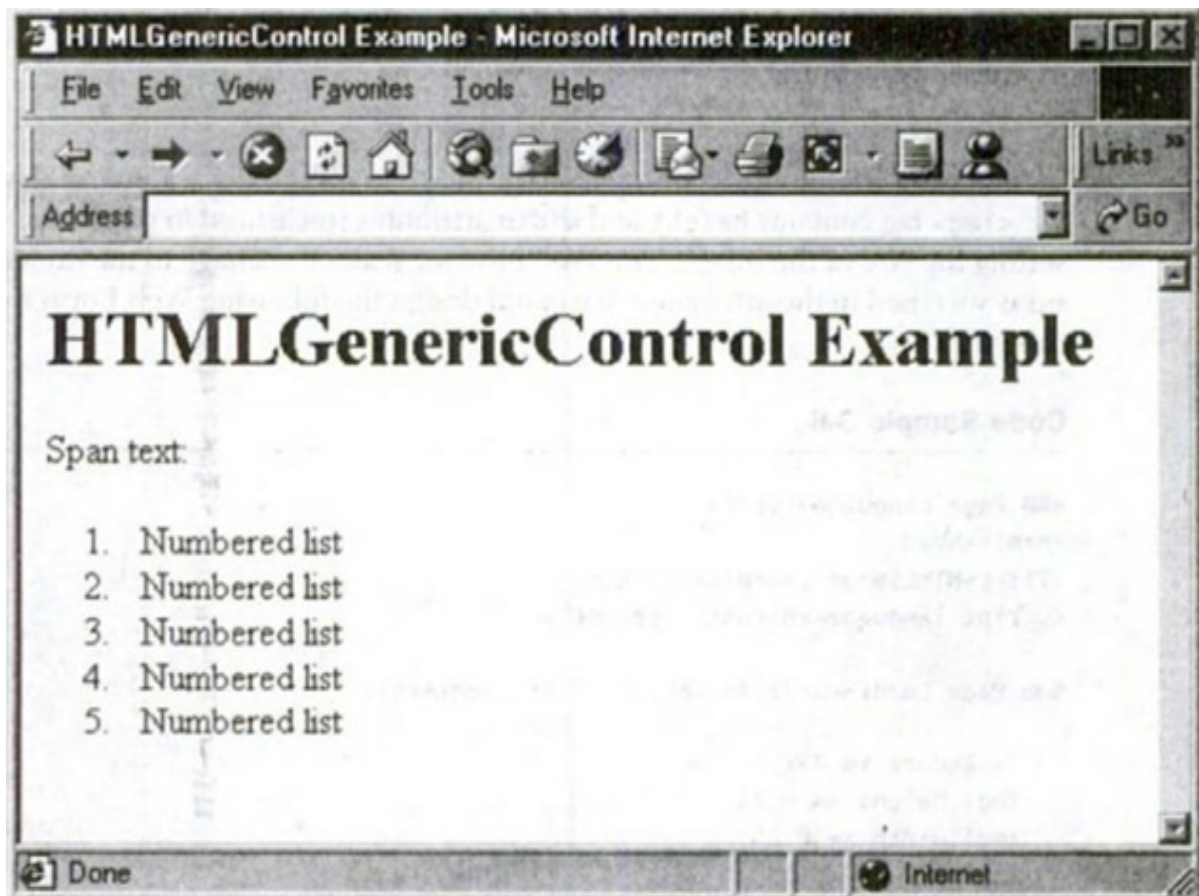 HTMLGenericControl Example - Microsoft Internet Explorer
File Edit View Favorites Tools Help
Links »
Address Go
HTMLGenericControl Example
Span text:
1. Numbered list
2. Numbered list
3. Numbered list
4. Numbered list
5. Numbered list
Done Internet